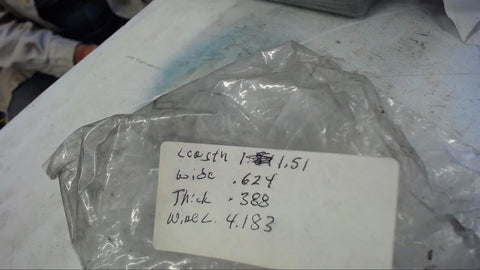 Length 1.51
wide .624
Thick .388
4.183